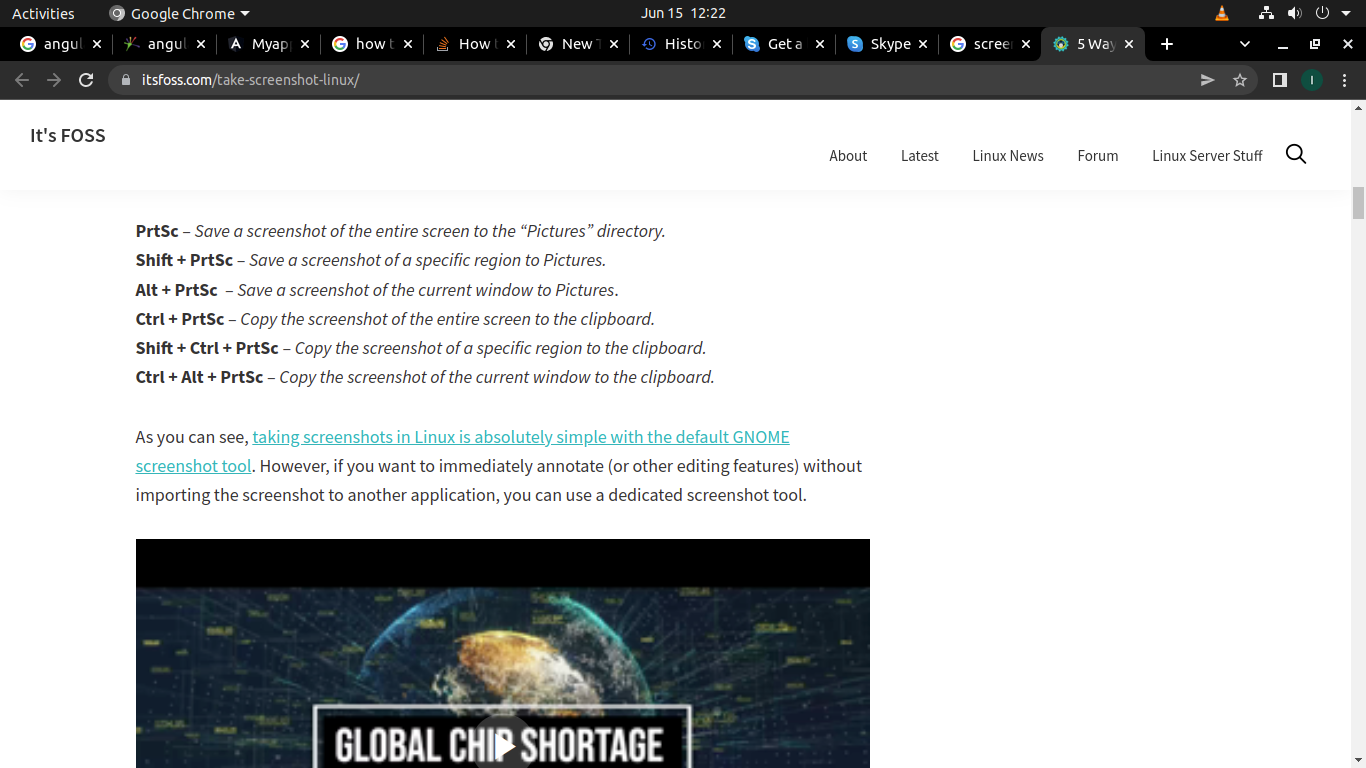 Activities Google Chrome Jun 15 12:22
angul angul Myapp how t How t New T Histo Get a Skype scree 5 Way
itsfoss.com/take-screenshot-linux/ I
It's FOSS
About Latest Linux News Forum Linux Server Stuff
PrtSc – Save a screenshot of the entire screen to the “Pictures” directory.
Shift + PrtSc – Save a screenshot of a specific region to Pictures.
Alt + PrtSc – Save a screenshot of the current window to Pictures.
Ctrl + PrtSc – Copy the screenshot of the entire screen to the clipboard.
Shift + Ctrl + PrtSc – Copy the screenshot of a specific region to the clipboard.
Ctrl + Alt + PrtSc – Copy the screenshot of the current window to the clipboard.
As you can see, taking screenshots in Linux is absolutely simple with the default GNOME
screenshot tool. However, if you want to immediately annotate (or other editing features) without
importing the screenshot to another application, you can use a dedicated screenshot tool.
GLOBAL CHIP SHORTAGE